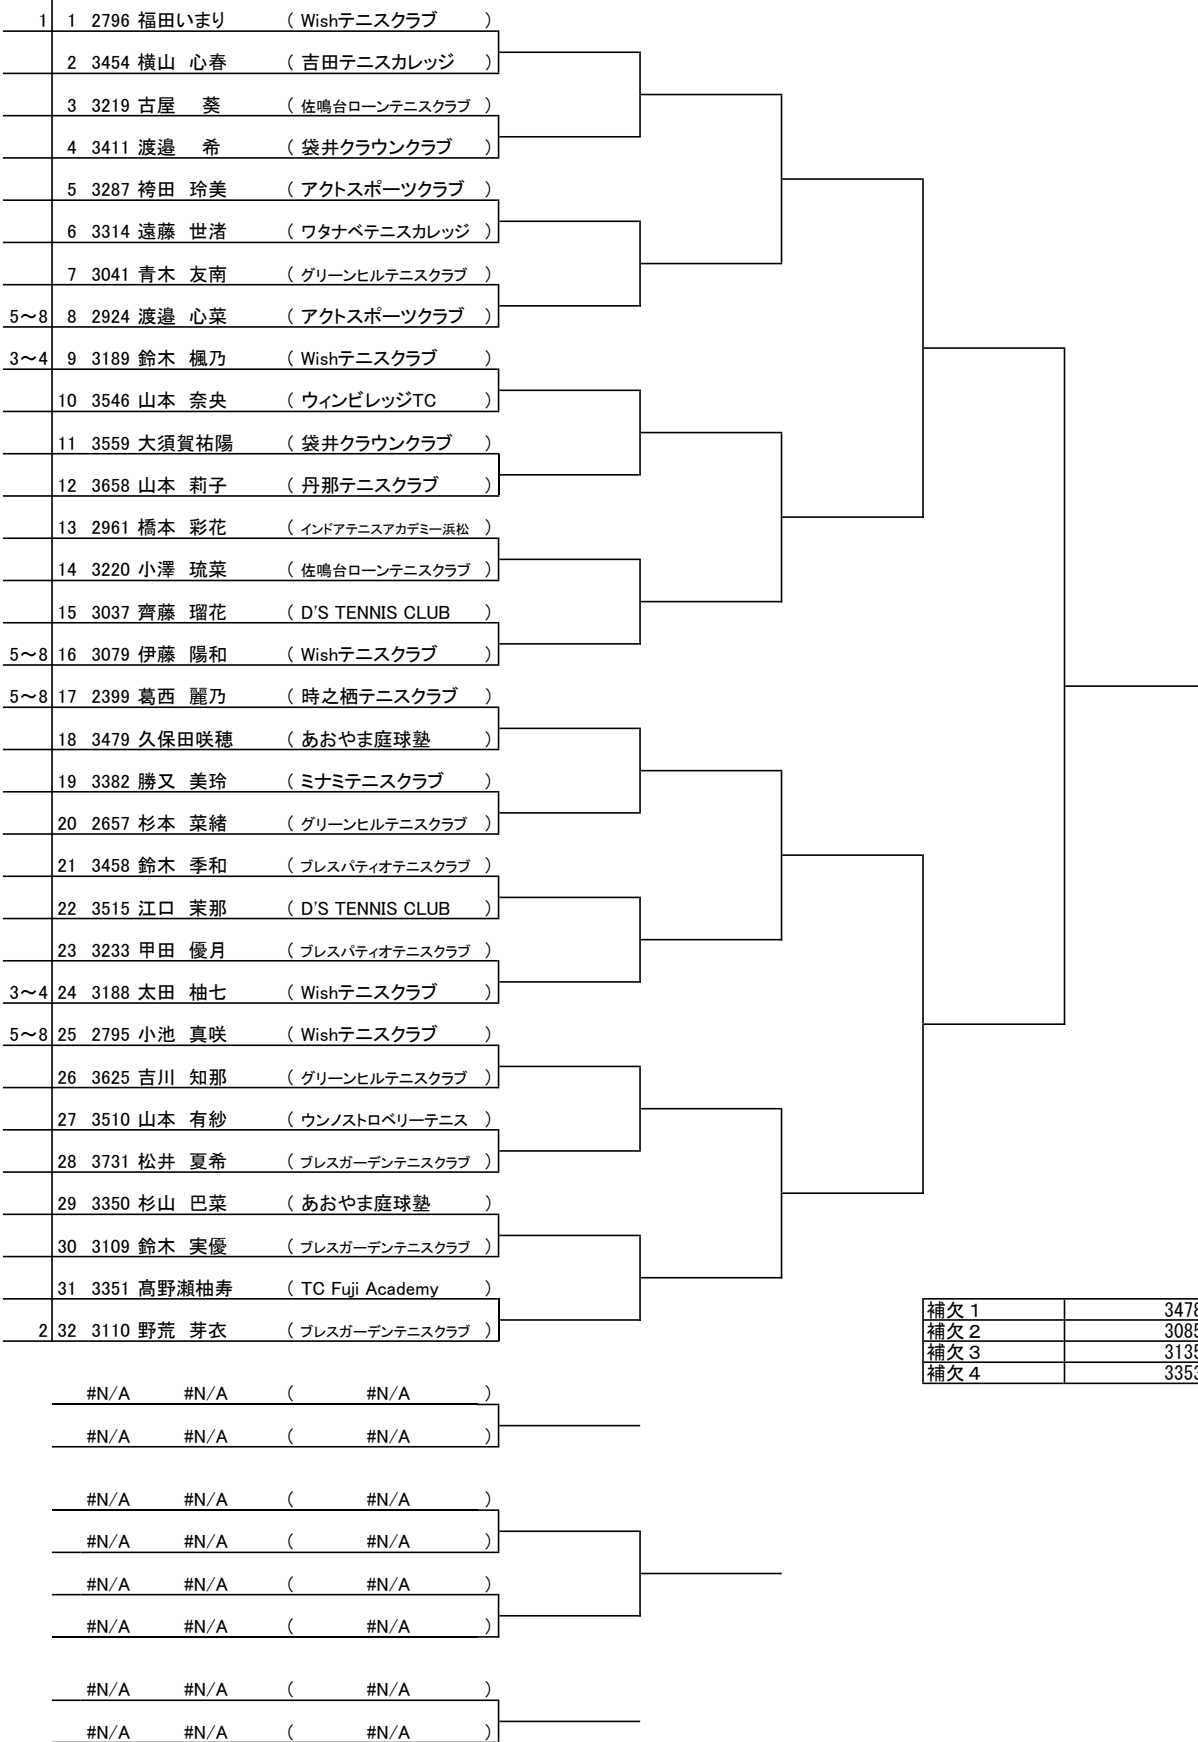 1 1 2796 福田いまり ( Wishテニスクラブ )
2 3454 横山 心春 ( 吉田テニスカレッジ )
3 3219 古屋 葵 ( 佐鳴台ローンテニスクラブ )
4 3411 渡邉 希 ( 袋井クラウンクラブ )
5 3287 袴田 玲美 ( アクトスポーツクラブ )
6 3314 遠藤 世渚 ( ワタナベテニスカレッジ )
7 3041 青木 友南 ( グリーンヒルテニスクラブ )
5～8 8 2924 渡邉 心菜 ( アクトスポーツクラブ )
3～4 9 3189 鈴木 楓乃 ( Wishテニスクラブ )
10 3546 山本 奈央 ( ウィンビレッジTC )
11 3559 大須賀祐陽 ( 袋井クラウンクラブ )
12 3658 山本 莉子 ( 丹那テニスクラブ )
13 2961 橋本 彩花 ( インドアテニスアカデミー浜松 )
14 3220 小澤 琉菜 ( 佐鳴台ローンテニスクラブ )
15 3037 齊藤 瑠花 ( D'S TENNIS CLUB )
5～8 16 3079 伊藤 陽和 ( Wishテニスクラブ )
5～8 17 2399 葛西 麗乃 ( 時之栖テニスクラブ )
18 3479 久保田咲穂 ( あおやま庭球塾 )
19 3382 勝又 美玲 ( ミナミテニスクラブ )
20 2657 杉本 菜緒 ( グリーンヒルテニスクラブ )
21 3458 鈴木 季和 ( ブレスパティオテニスクラブ )
22 3515 江口 茉那 ( D'S TENNIS CLUB )
23 3233 甲田 優月 ( ブレスパティオテニスクラブ )
3～4 24 3188 太田 柚七 ( Wishテニスクラブ )
5～8 25 2795 小池 真咲 ( Wishテニスクラブ )
26 3625 吉川 知那 ( グリーンヒルテニスクラブ )
27 3510 山本 有紗 ( ウンノストロベリーテニス )
28 3731 松井 夏希 ( ブレスガーデンテニスクラブ )
29 3350 杉山 巴菜 ( あおやま庭球塾 )
30 3109 鈴木 実優 ( ブレスガーデンテニスクラブ )
31 3351 髙野瀬柚寿 ( TC Fuji Academy )
2 32 3110 野荒 芽衣 ( ブレスガーデンテニスクラブ )
補欠１ 3478
補欠２ 3085
補欠３ 3135
補欠４ 3353
#N/A #N/A ( #N/A )
#N/A #N/A ( #N/A )
#N/A #N/A ( #N/A )
#N/A #N/A ( #N/A )
#N/A #N/A ( #N/A )
#N/A #N/A ( #N/A )
#N/A #N/A ( #N/A )
#N/A #N/A ( #N/A )